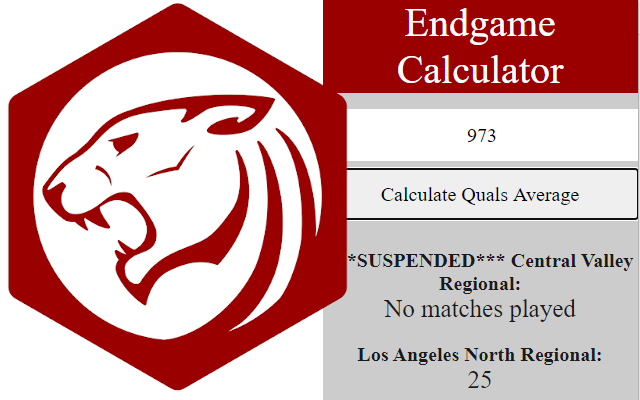 Endgame
Calculator
973
Calculate Quals Average
*SUSPENDED*** Central Valley
Regional:
No matches played
Los Angeles North Regional:
25